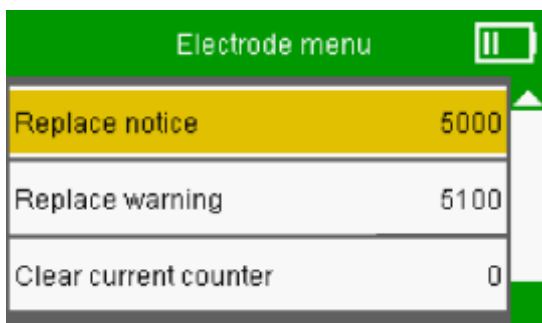 Electrode menu
Replace notice 5000
Replace warning 5100
Clear current counter 0